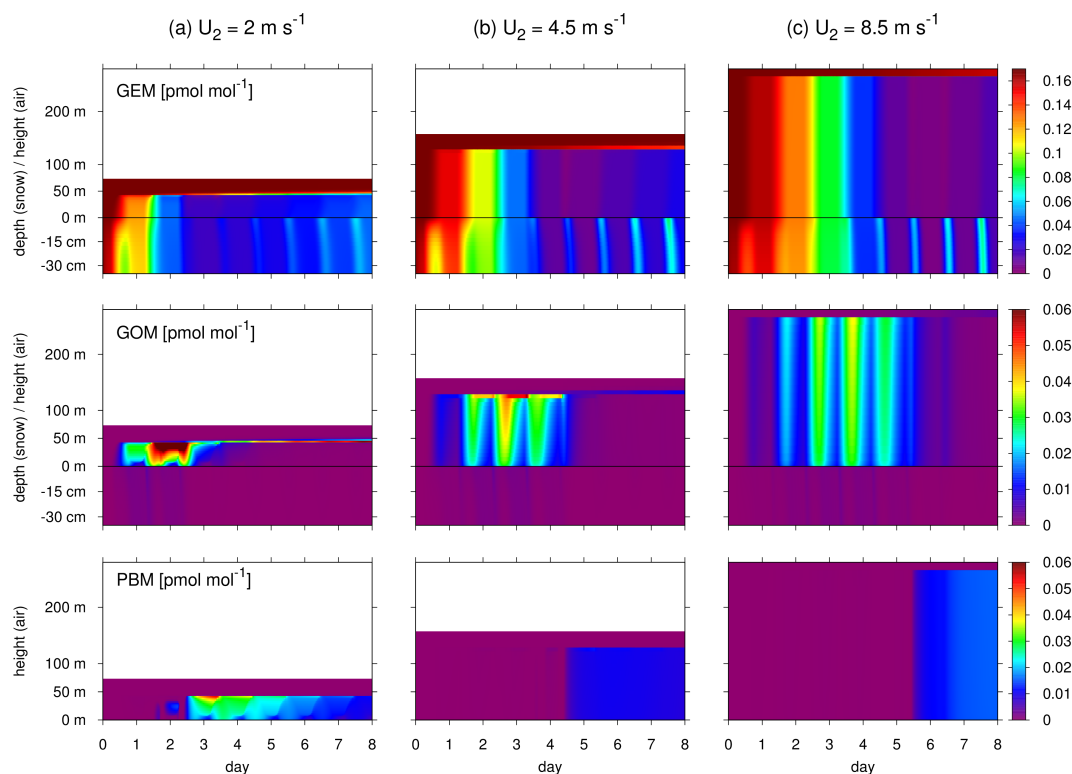 (a) U2 = 2 m s-1 (b) U2 = 4.5 m s-1 (c) U2 = 8.5 m s-1
GEM [pmol mol-1]
depth (snow) / height (air)
200 m
100 m
50 m
0 m
-15 cm
-30 cm
0.16
0.14
0.12
0.10
0.08
0.06
0.04
0.02
0
GOM [pmol mol-1]
depth (snow) / height (air)
200 m
100 m
50 m
0 m
-15 cm
-30 cm
0.06
0.05
0.04
0.03
0.02
0.01
0
PBM [pmol mol-1]
height (air)
200 m
100 m
50 m
0 m
0.06
0.05
0.04
0.03
0.02
0.01
0
0 1 2 3 4 5 6 7 8 0 1 2 3 4 5 6 7 8 0 1 2 3 4 5 6 7 8
day day day